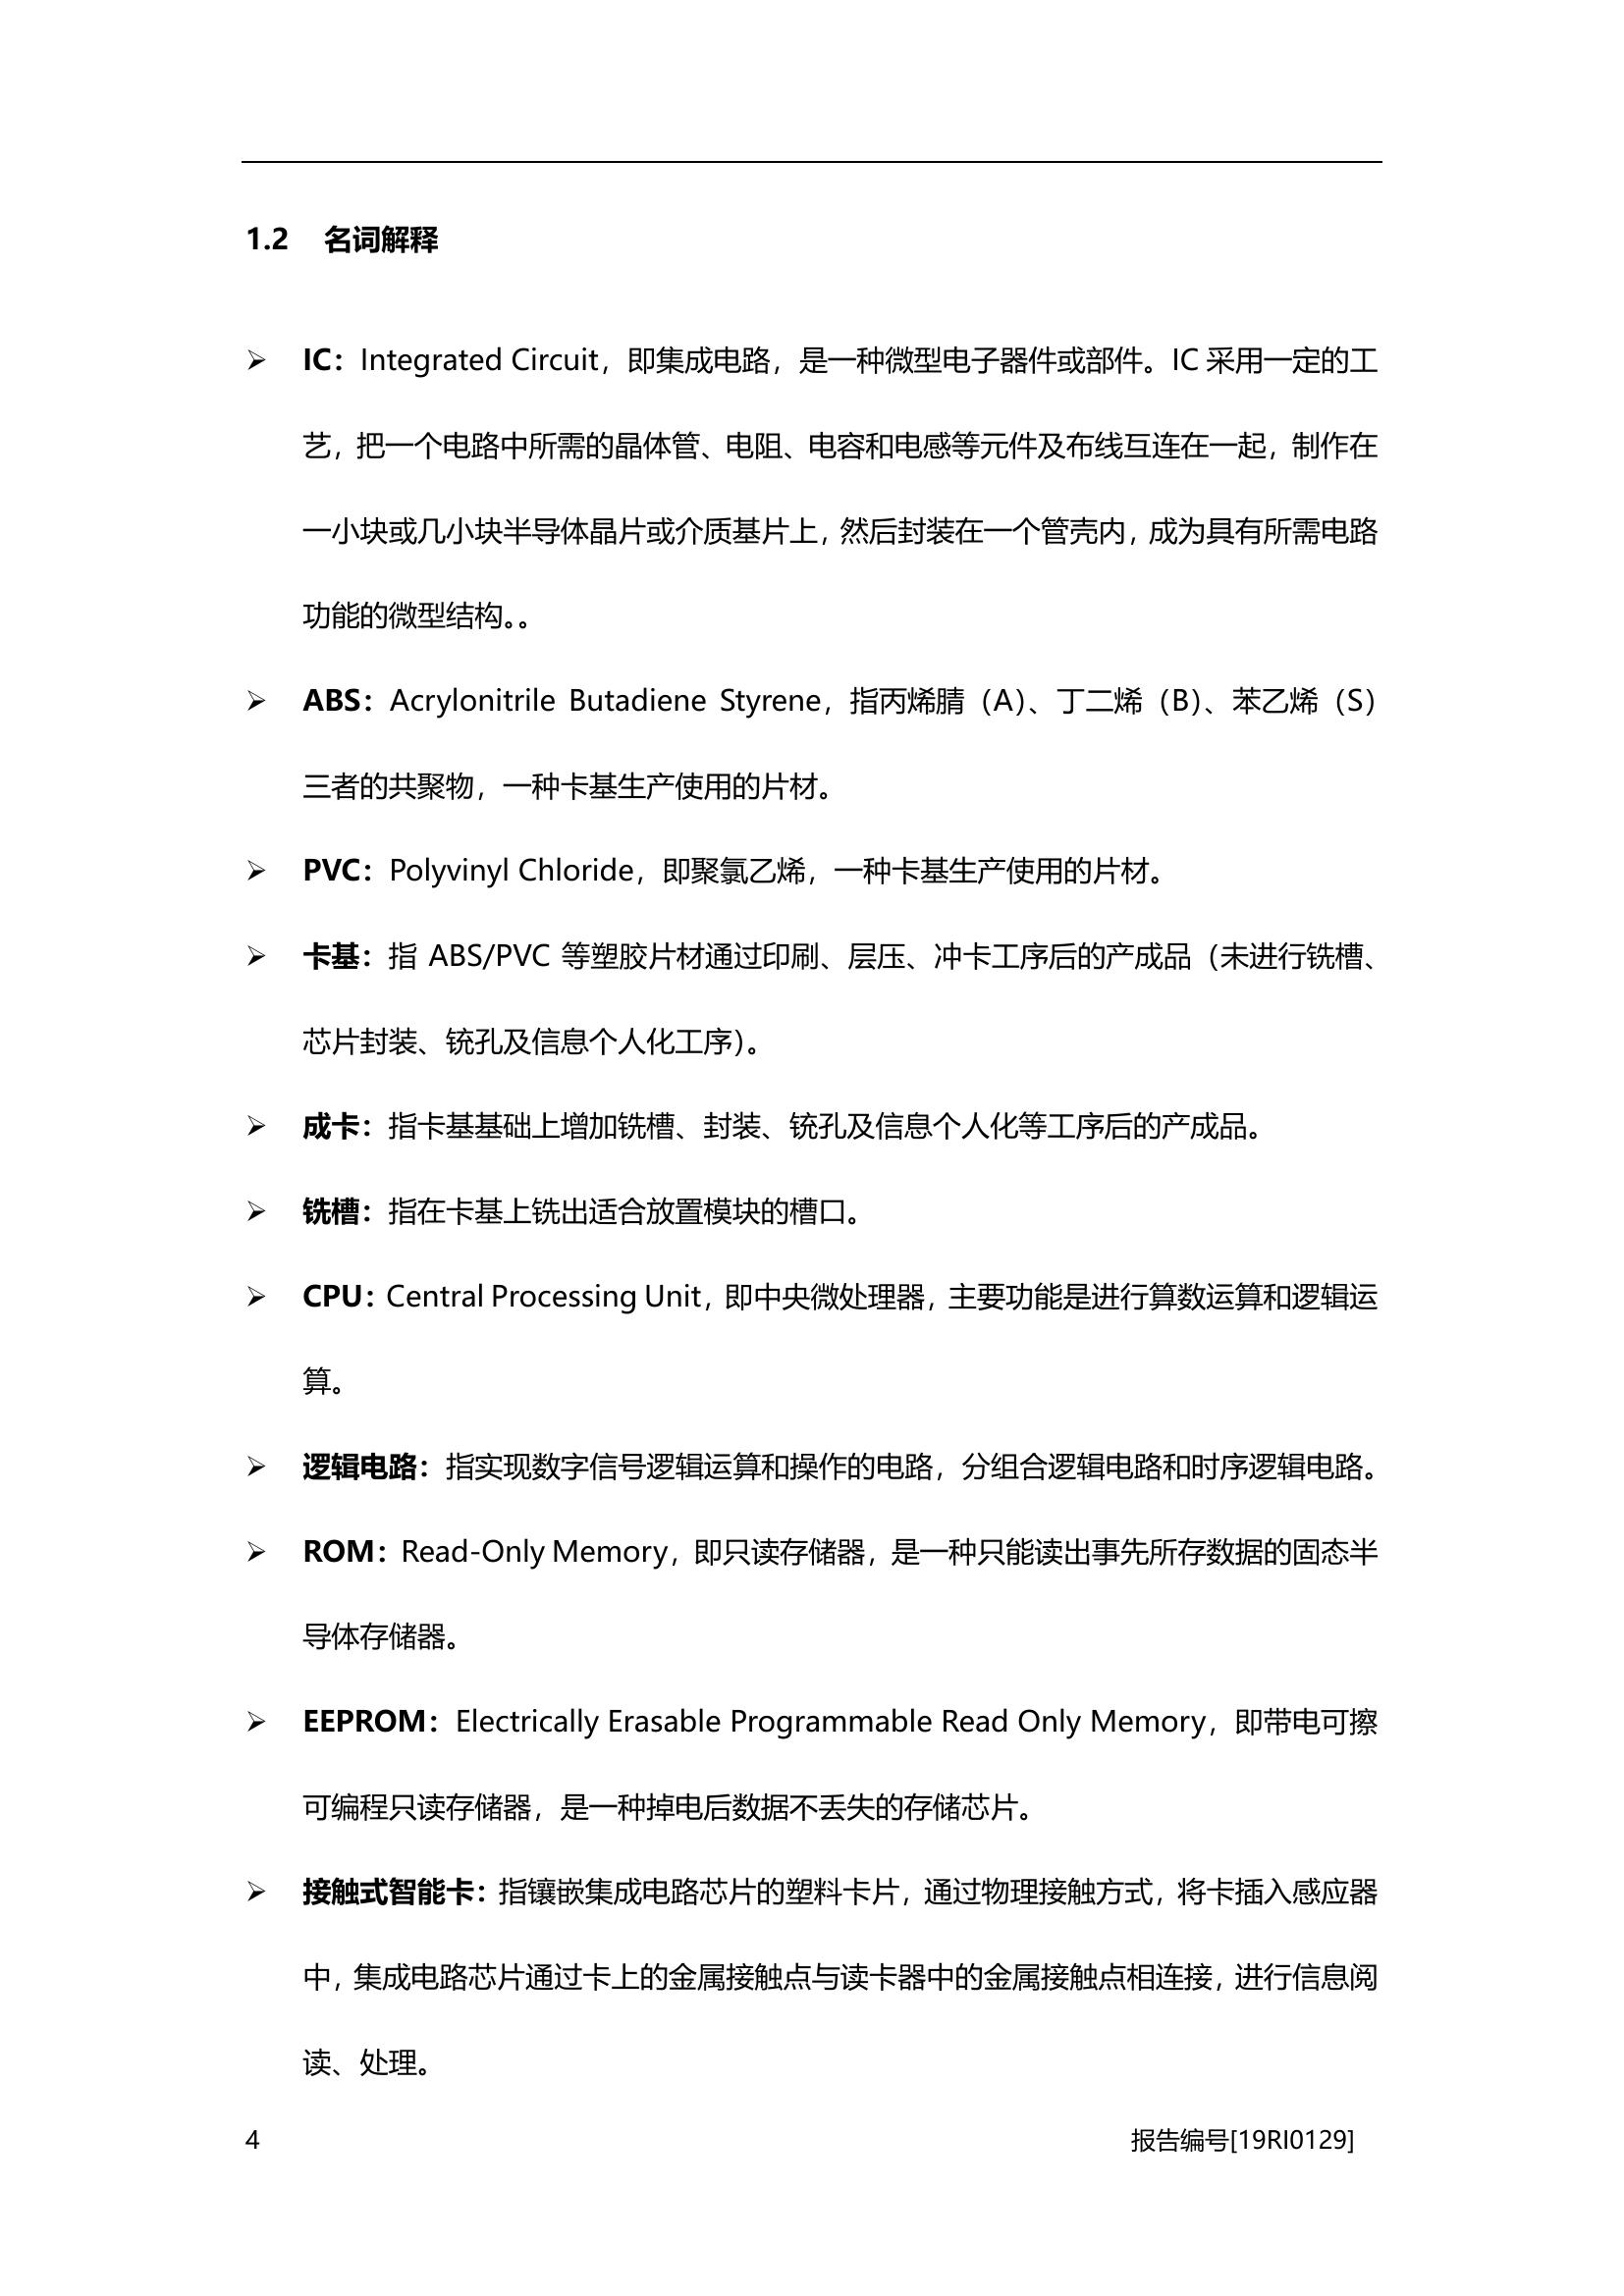 1.2 名词解释
➢ IC：Integrated Circuit，即集成电路，是一种微型电子器件或部件。IC 采用一定的工
艺，把一个电路中所需的晶体管、电阻、电容和电感等元件及布线互连在一起，制作在
一小块或几小块半导体晶片或介质基片上，然后封装在一个管壳内，成为具有所需电路
功能的微型结构。。
➢ ABS：Acrylonitrile Butadiene Styrene，指丙烯腈（A）、丁二烯（B）、苯乙烯（S）
三者的共聚物，一种卡基生产使用的片材。
➢ PVC：Polyvinyl Chloride，即聚氯乙烯，一种卡基生产使用的片材。
➢ 卡基：指 ABS/PVC 等塑胶片材通过印刷、层压、冲卡工序后的产成品（未进行铣槽、
芯片封装、铳孔及信息个人化工序）。
➢ 成卡：指卡基基础上增加铣槽、封装、铳孔及信息个人化等工序后的产成品。
➢ 铣槽：指在卡基上铣出适合放置模块的槽口。
➢ CPU：Central Processing Unit，即中央微处理器，主要功能是进行算数运算和逻辑运
算。
➢ 逻辑电路：指实现数字信号逻辑运算和操作的电路，分组合逻辑电路和时序逻辑电路。
➢ ROM：Read-Only Memory，即只读存储器，是一种只能读出事先所存数据的固态半
导体存储器。
➢ EEPROM：Electrically Erasable Programmable Read Only Memory，即带电可擦
可编程只读存储器，是一种掉电后数据不丢失的存储芯片。
➢ 接触式智能卡：指镶嵌集成电路芯片的塑料卡片，通过物理接触方式，将卡插入感应器
中，集成电路芯片通过卡上的金属接触点与读卡器中的金属接触点相连接，进行信息阅
读、处理。
4 报告编号[19RI0129]